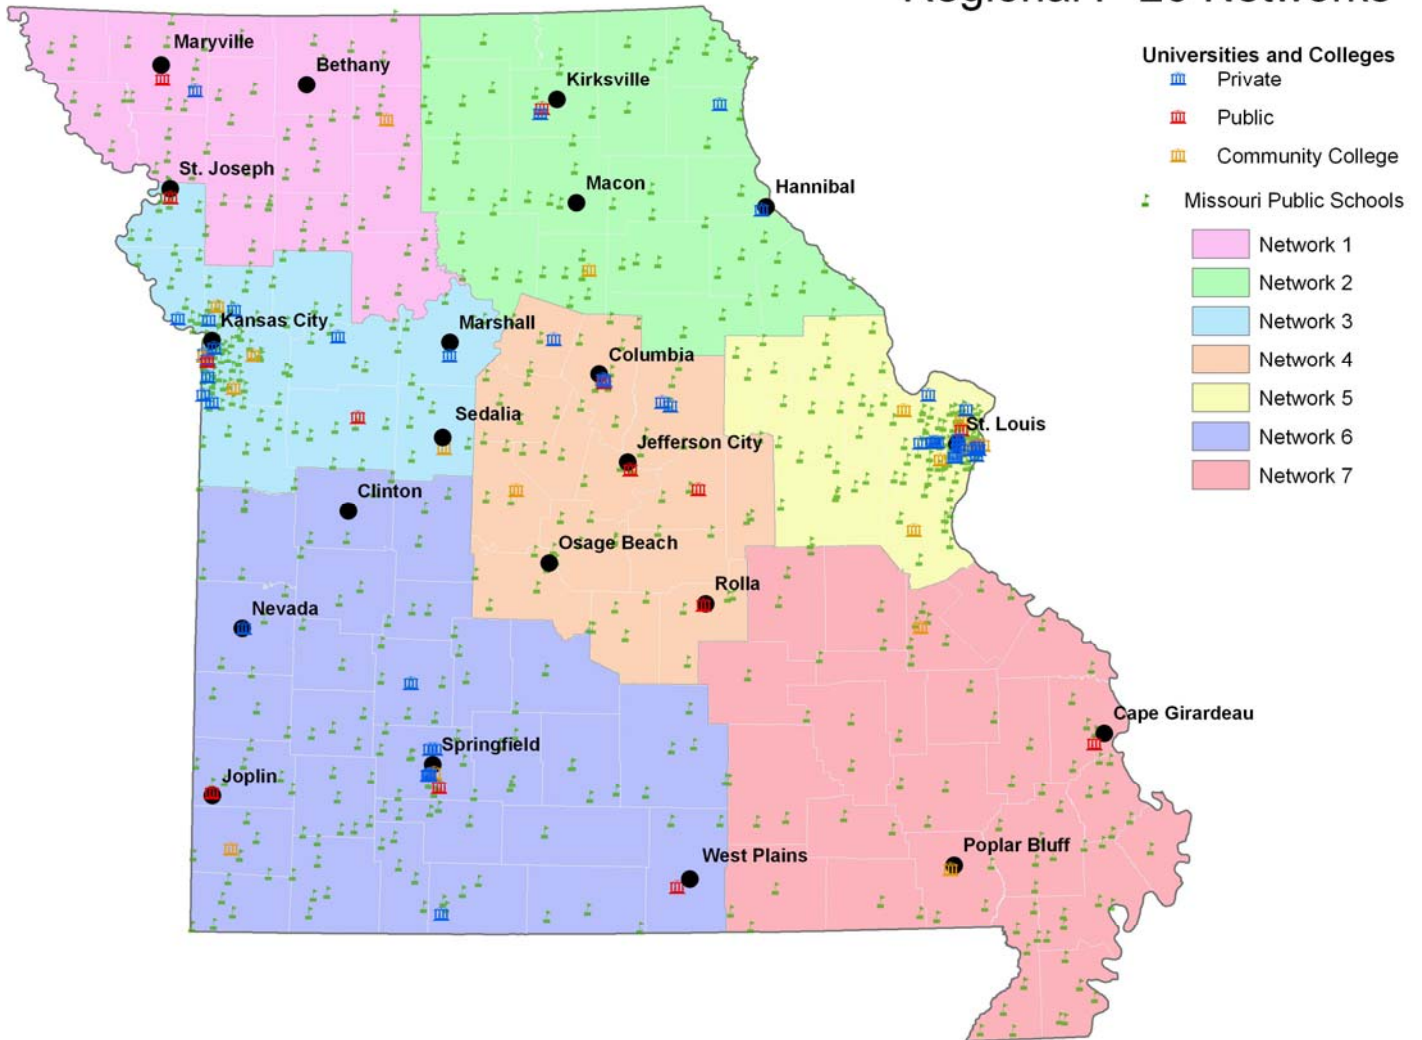 Universities and Colleges
Private
Public
Community College
Missouri Public Schools
Network 1
Network 2
Network 3
Network 4
Network 5
Network 6
Network 7
Maryville
Bethany
Kirksville
St. Joseph
Macon
Hannibal
Kansas City
Marshall
Columbia
Sedalia
St. Louis
Jefferson City
Clinton
Osage Beach
Rolla
Nevada
Cape Girardeau
Springfield
Joplin
Poplar Bluff
West Plains